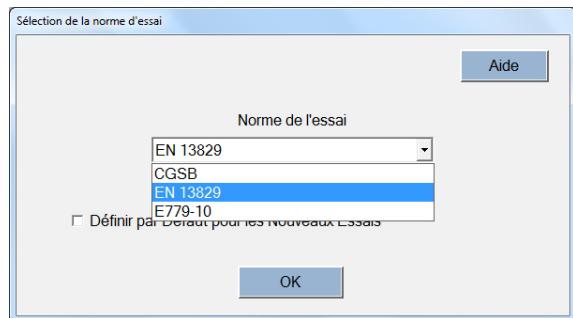 Sélection de la norme d'essai
Aide
Norme de l'essai
EN 13829
CGSB
EN 13829
E779-10
Définir par Défaut pour les Nouveaux Essais
OK